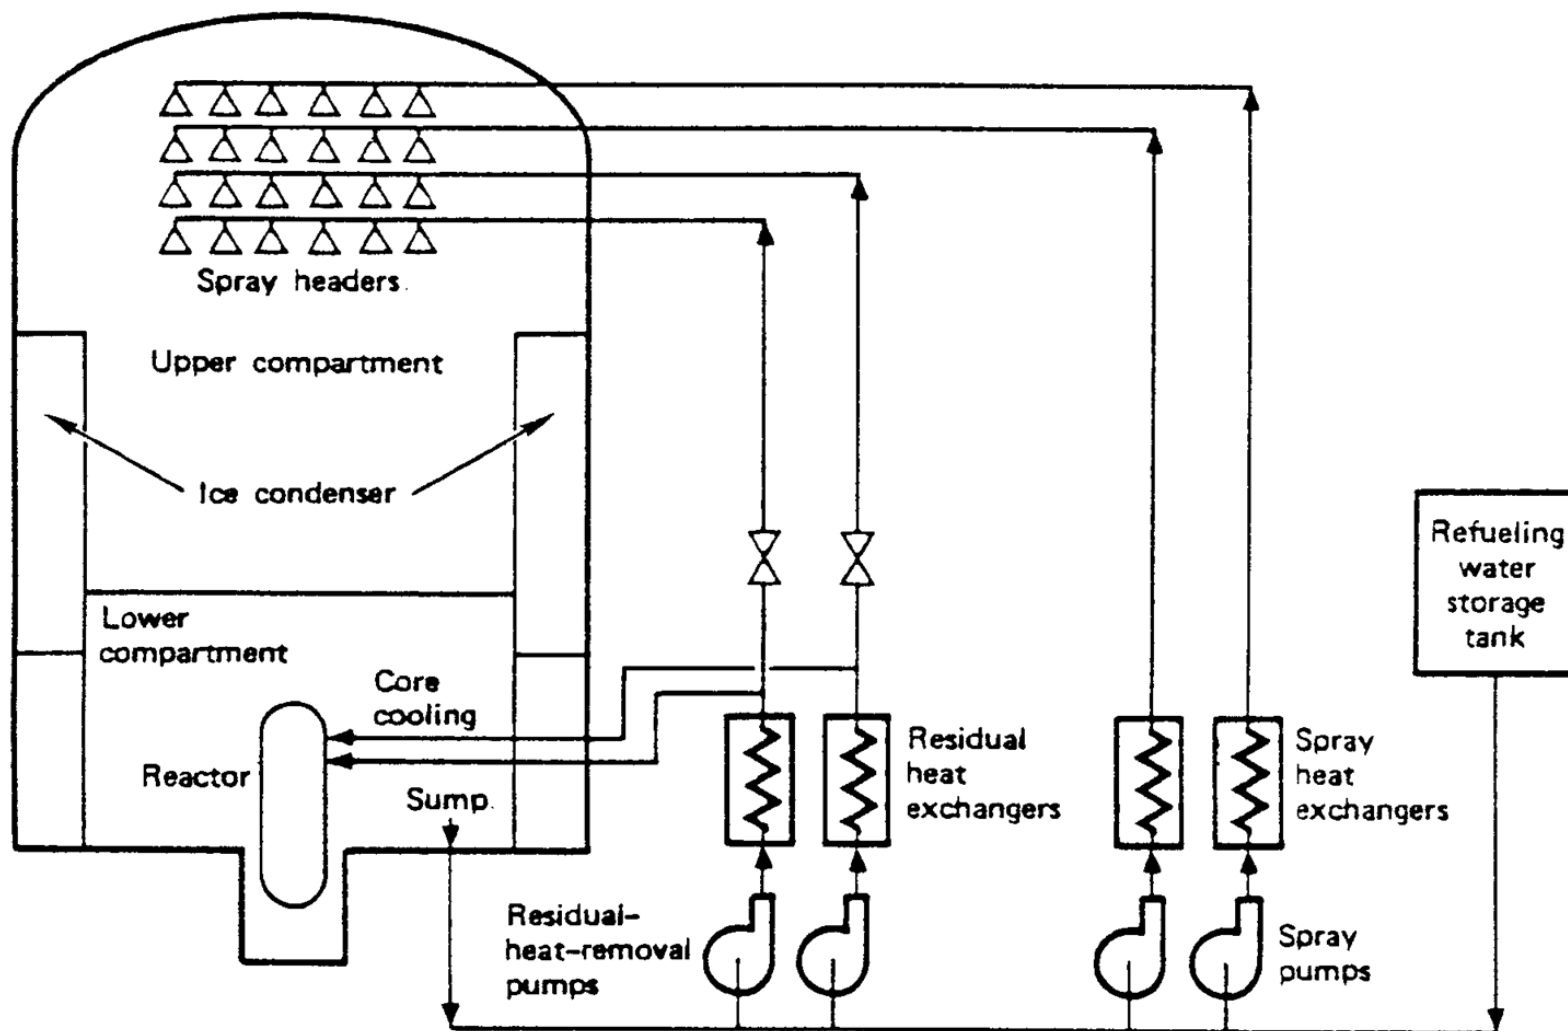 Spray headers
Upper compartment
Ice condenser
Refueling
water
storage
tank
Lower
compartment
Core
cooling
Reactor
Sump
Residual
heat
exchangers
Spray
heat
exchangers
Residual-
heat-removal
pumps
Spray
pumps